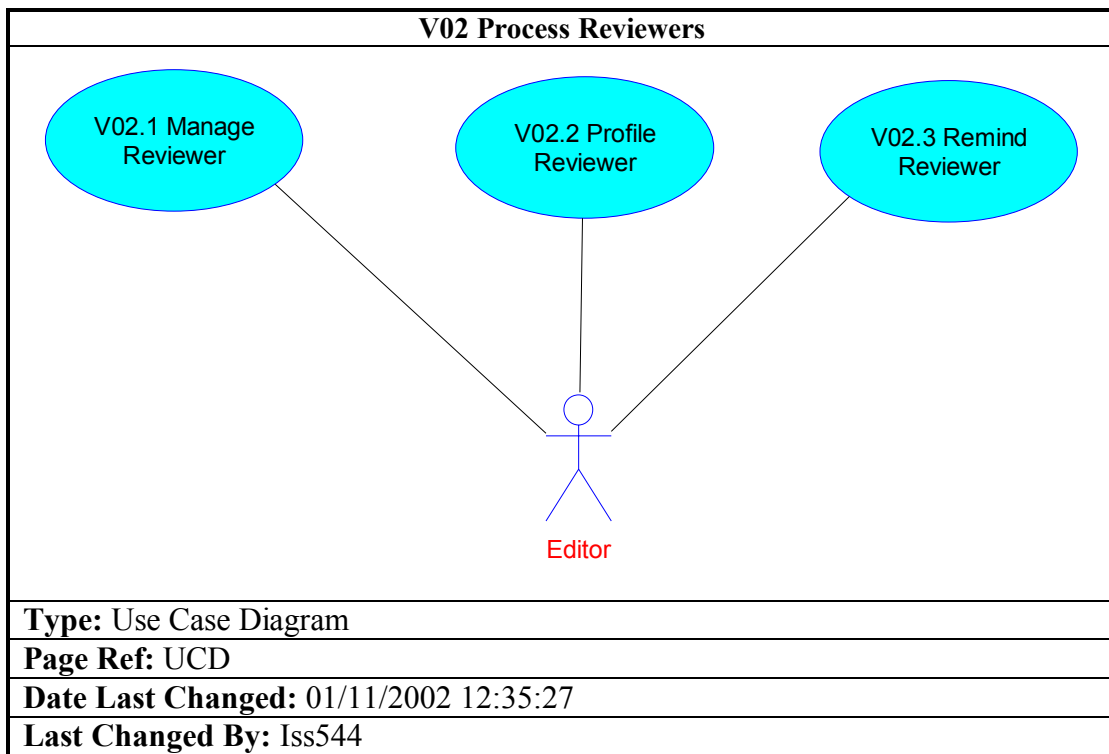 V02 Process Reviewers
V02.1 Manage
Reviewer
V02.2 Profile
Reviewer
V02.3 Remind
Reviewer
Editor
Type: Use Case Diagram
Page Ref: UCD
Date Last Changed: 01/11/2002 12:35:27
Last Changed By: Iss544